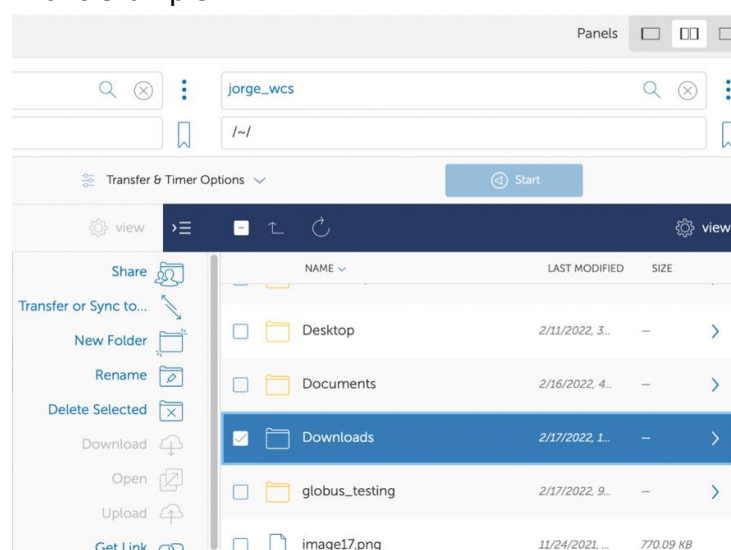 Panels
jorge_wcs
/~/
Transfer & Timer Options
Start
view
view
NAME
LAST MODIFIED
SIZE
Share
Transfer or Sync to...
New Folder
Rename
Delete Selected
Download
Open
Upload
Get Link
Desktop 2/11/2022, 3... –
Documents 2/16/2022, 4... –
Downloads 2/17/2022, 1... –
globus_testing 2/17/2022, 9... –
image17.png 11/24/2021, ... 770.09 KB